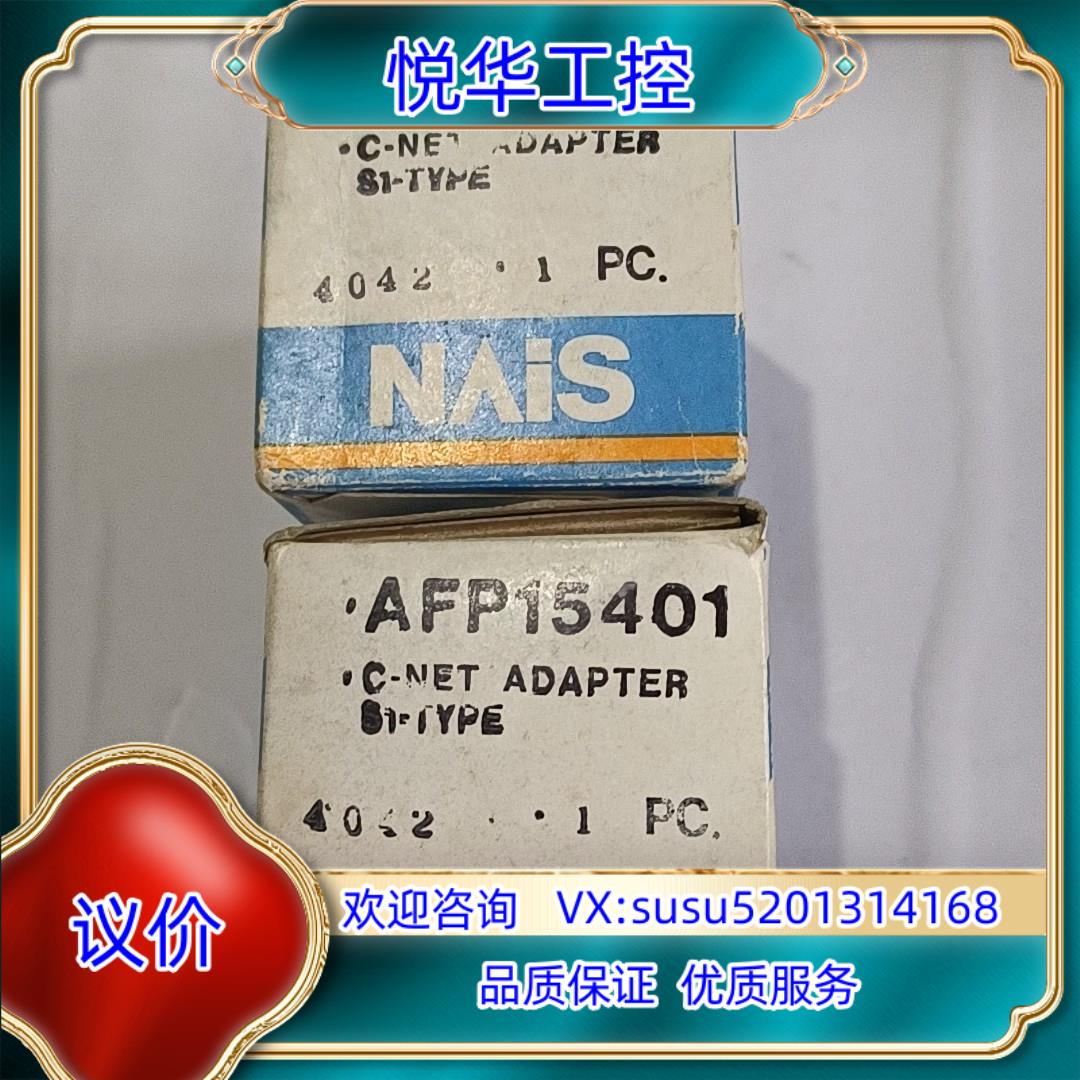 悦华工控
·C-NET ADAPTER
S1-TYPE
4042 · 1 PC.
NAiS
·AFP15401
·C-NET ADAPTER
S1-TYPE
4042 · 1 PC.
议价
欢迎咨询 VX:susu5201314168
品质保证 优质服务